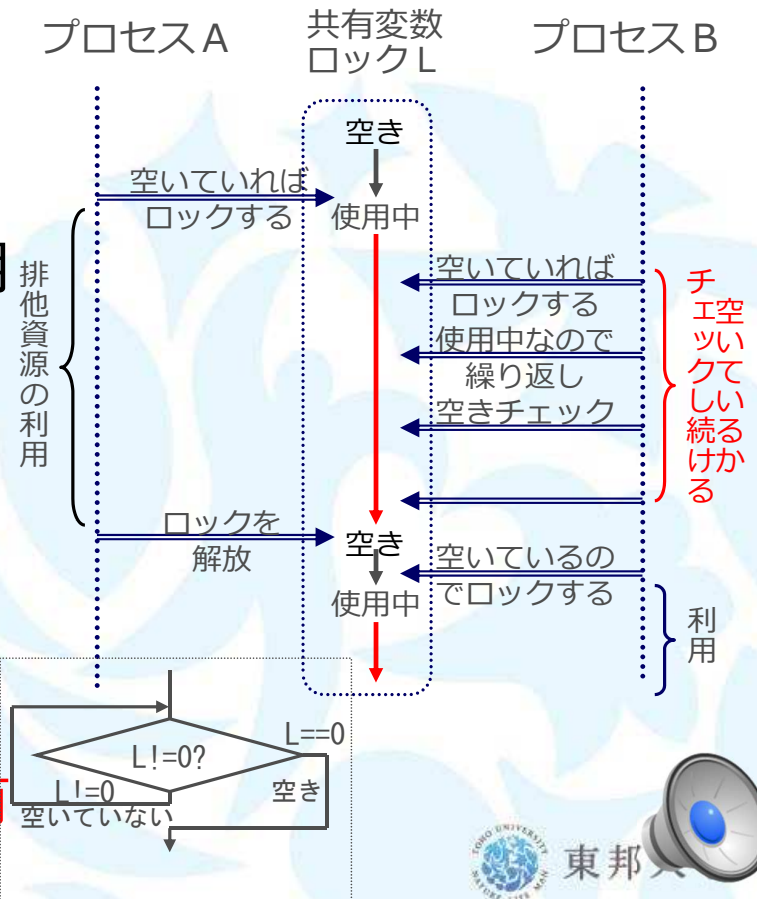 プロセスA
共有変数
ロックL
プロセスB
空き
空いていれば
ロックする
使用中
排他資源の利用
空いていれば
ロックする
使用中なので
繰り返し
空きチェック
空いているか
チェックし続ける
ロックを
解放
空き
空いているの
でロックする
使用中
利用
L!=0?
L==0
L!=0
空いていない
空き
TOHO UNIVERSITY
NATURE LIFE MAN
東邦